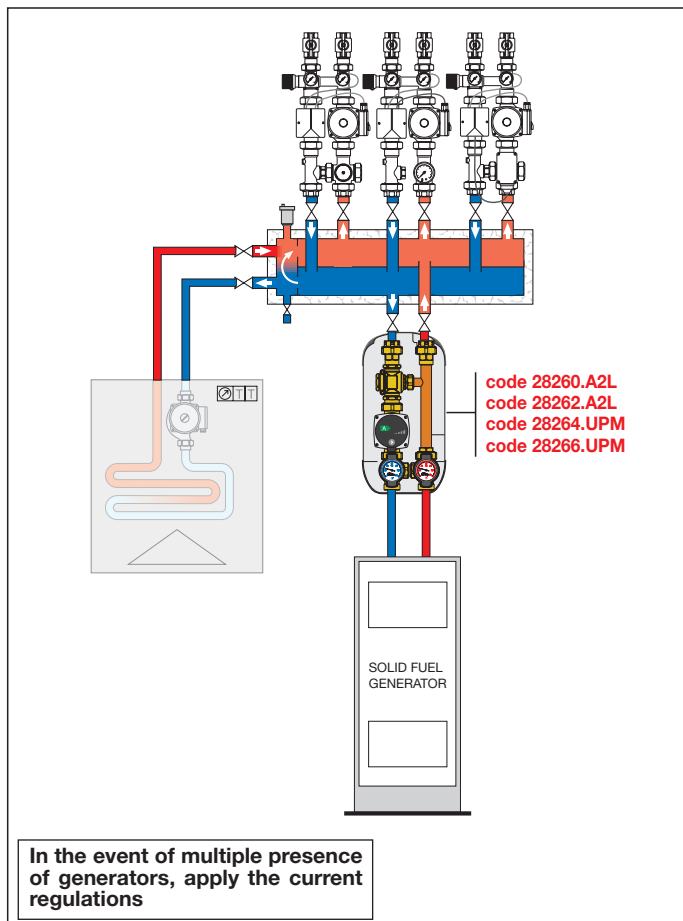 code 28260.A2L
code 28262.A2L
code 28264.UPM
code 28266.UPM
T T
A
SOLID FUEL
GENERATOR
In the event of multiple presence
of generators, apply the current
regulations